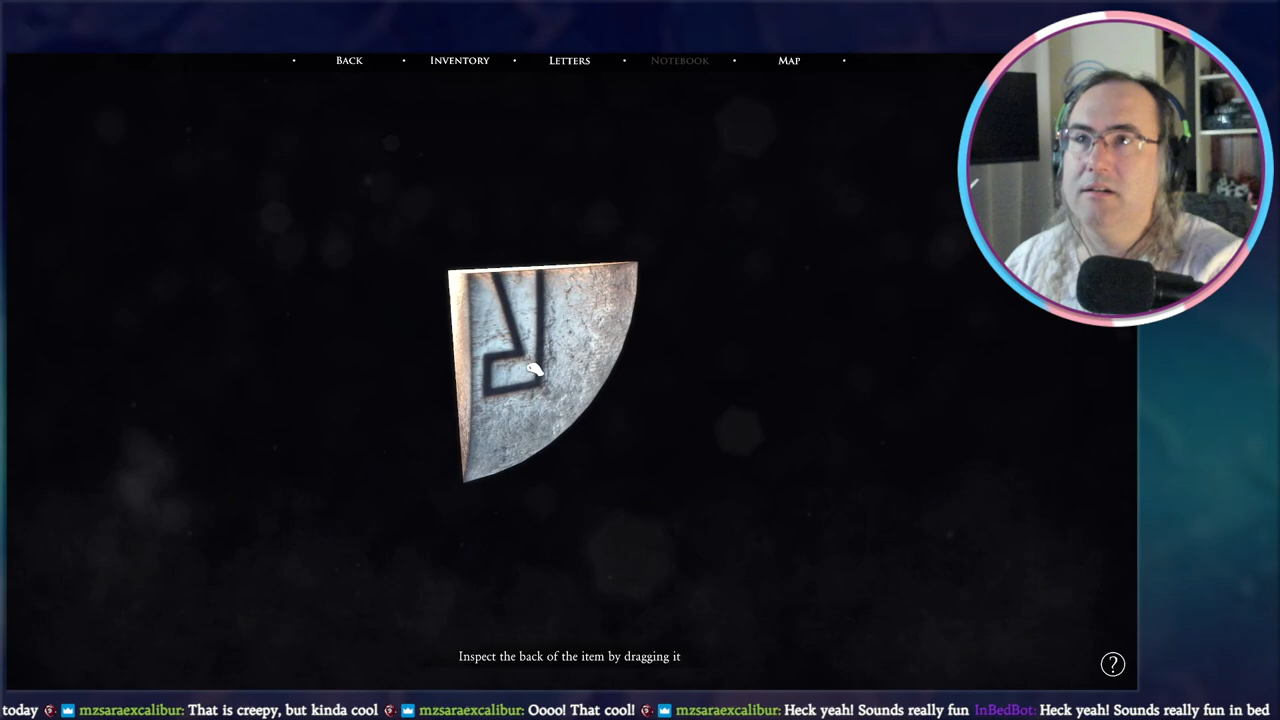 BACK INVENTORY LETTERS NOTEBOOK MAP
Inspect the back of the item by dragging it
?
today mzsaraexcalibur: That is creepy, but kinda cool mzsaraexcalibur: Oooo! That cool! mzsaraexcalibur: Heck yeah! Sounds really fun InBedBot: Heck yeah! Sounds really fun in bed